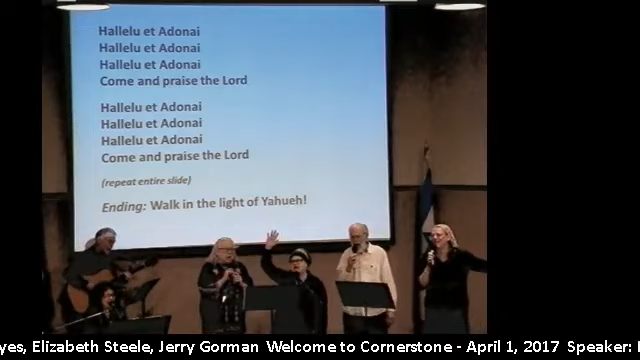 Hallelu et Adonai
Hallelu et Adonai
Hallelu et Adonai
Come and praise the Lord
Hallelu et Adonai
Hallelu et Adonai
Hallelu et Adonai
Come and praise the Lord
(repeat entire slide)
Ending: Walk in the light of Yahueh!
yes, Elizabeth Steele, Jerry Gorman Welcome to Cornerstone - April 1, 2017 Speaker: